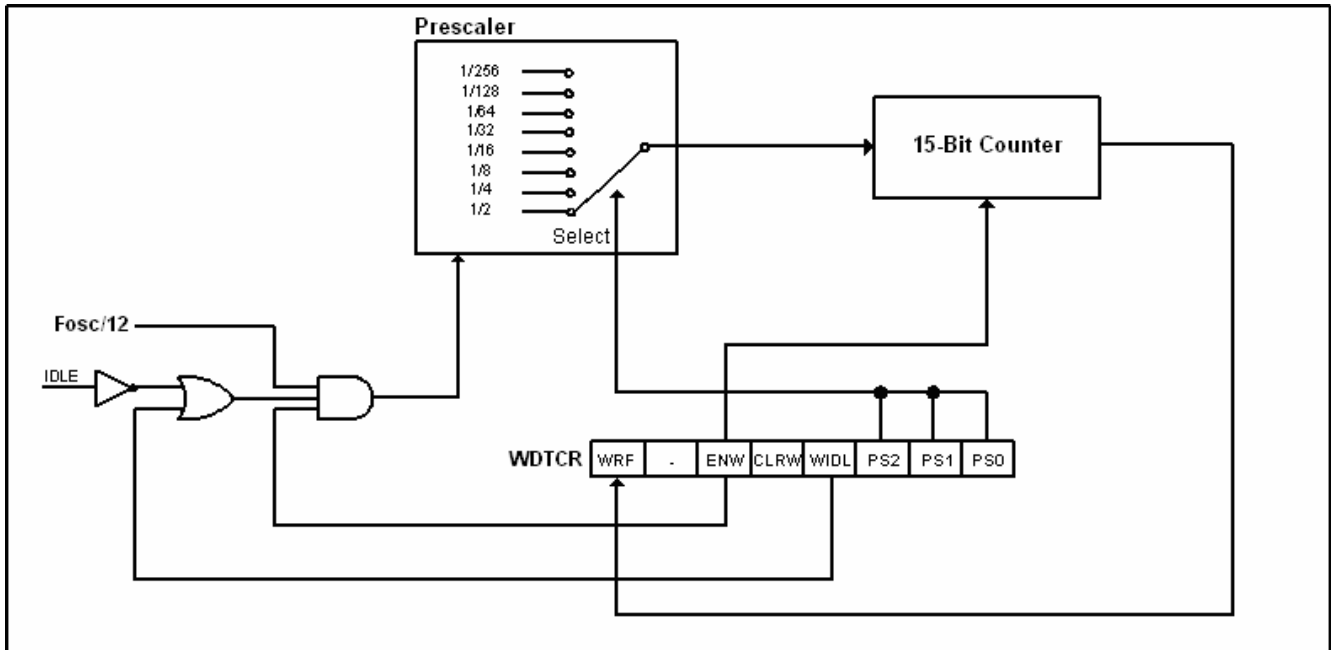 Prescaler
1/256
1/128
1/64
1/32
1/16
1/8
1/4
1/2
Select
15-Bit Counter
Fosc/12
IDLE
WDTCR WRF - ENW CLRW WIDL PS2 PS1 PS0